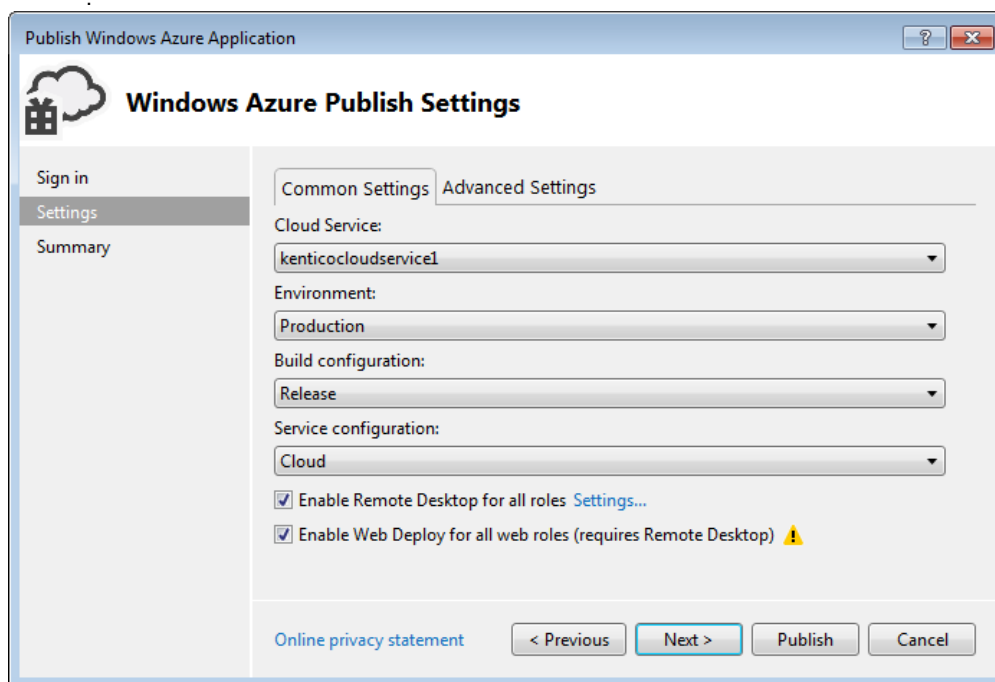 Publish Windows Azure Application
Windows Azure Publish Settings
Sign in
Settings
Summary
Common Settings Advanced Settings
Cloud Service:
kenticocloudservice1
Environment:
Production
Build configuration:
Release
Service configuration:
Cloud
Enable Remote Desktop for all roles Settings...
Enable Web Deploy for all web roles (requires Remote Desktop)
Online privacy statement < Previous Next > Publish Cancel